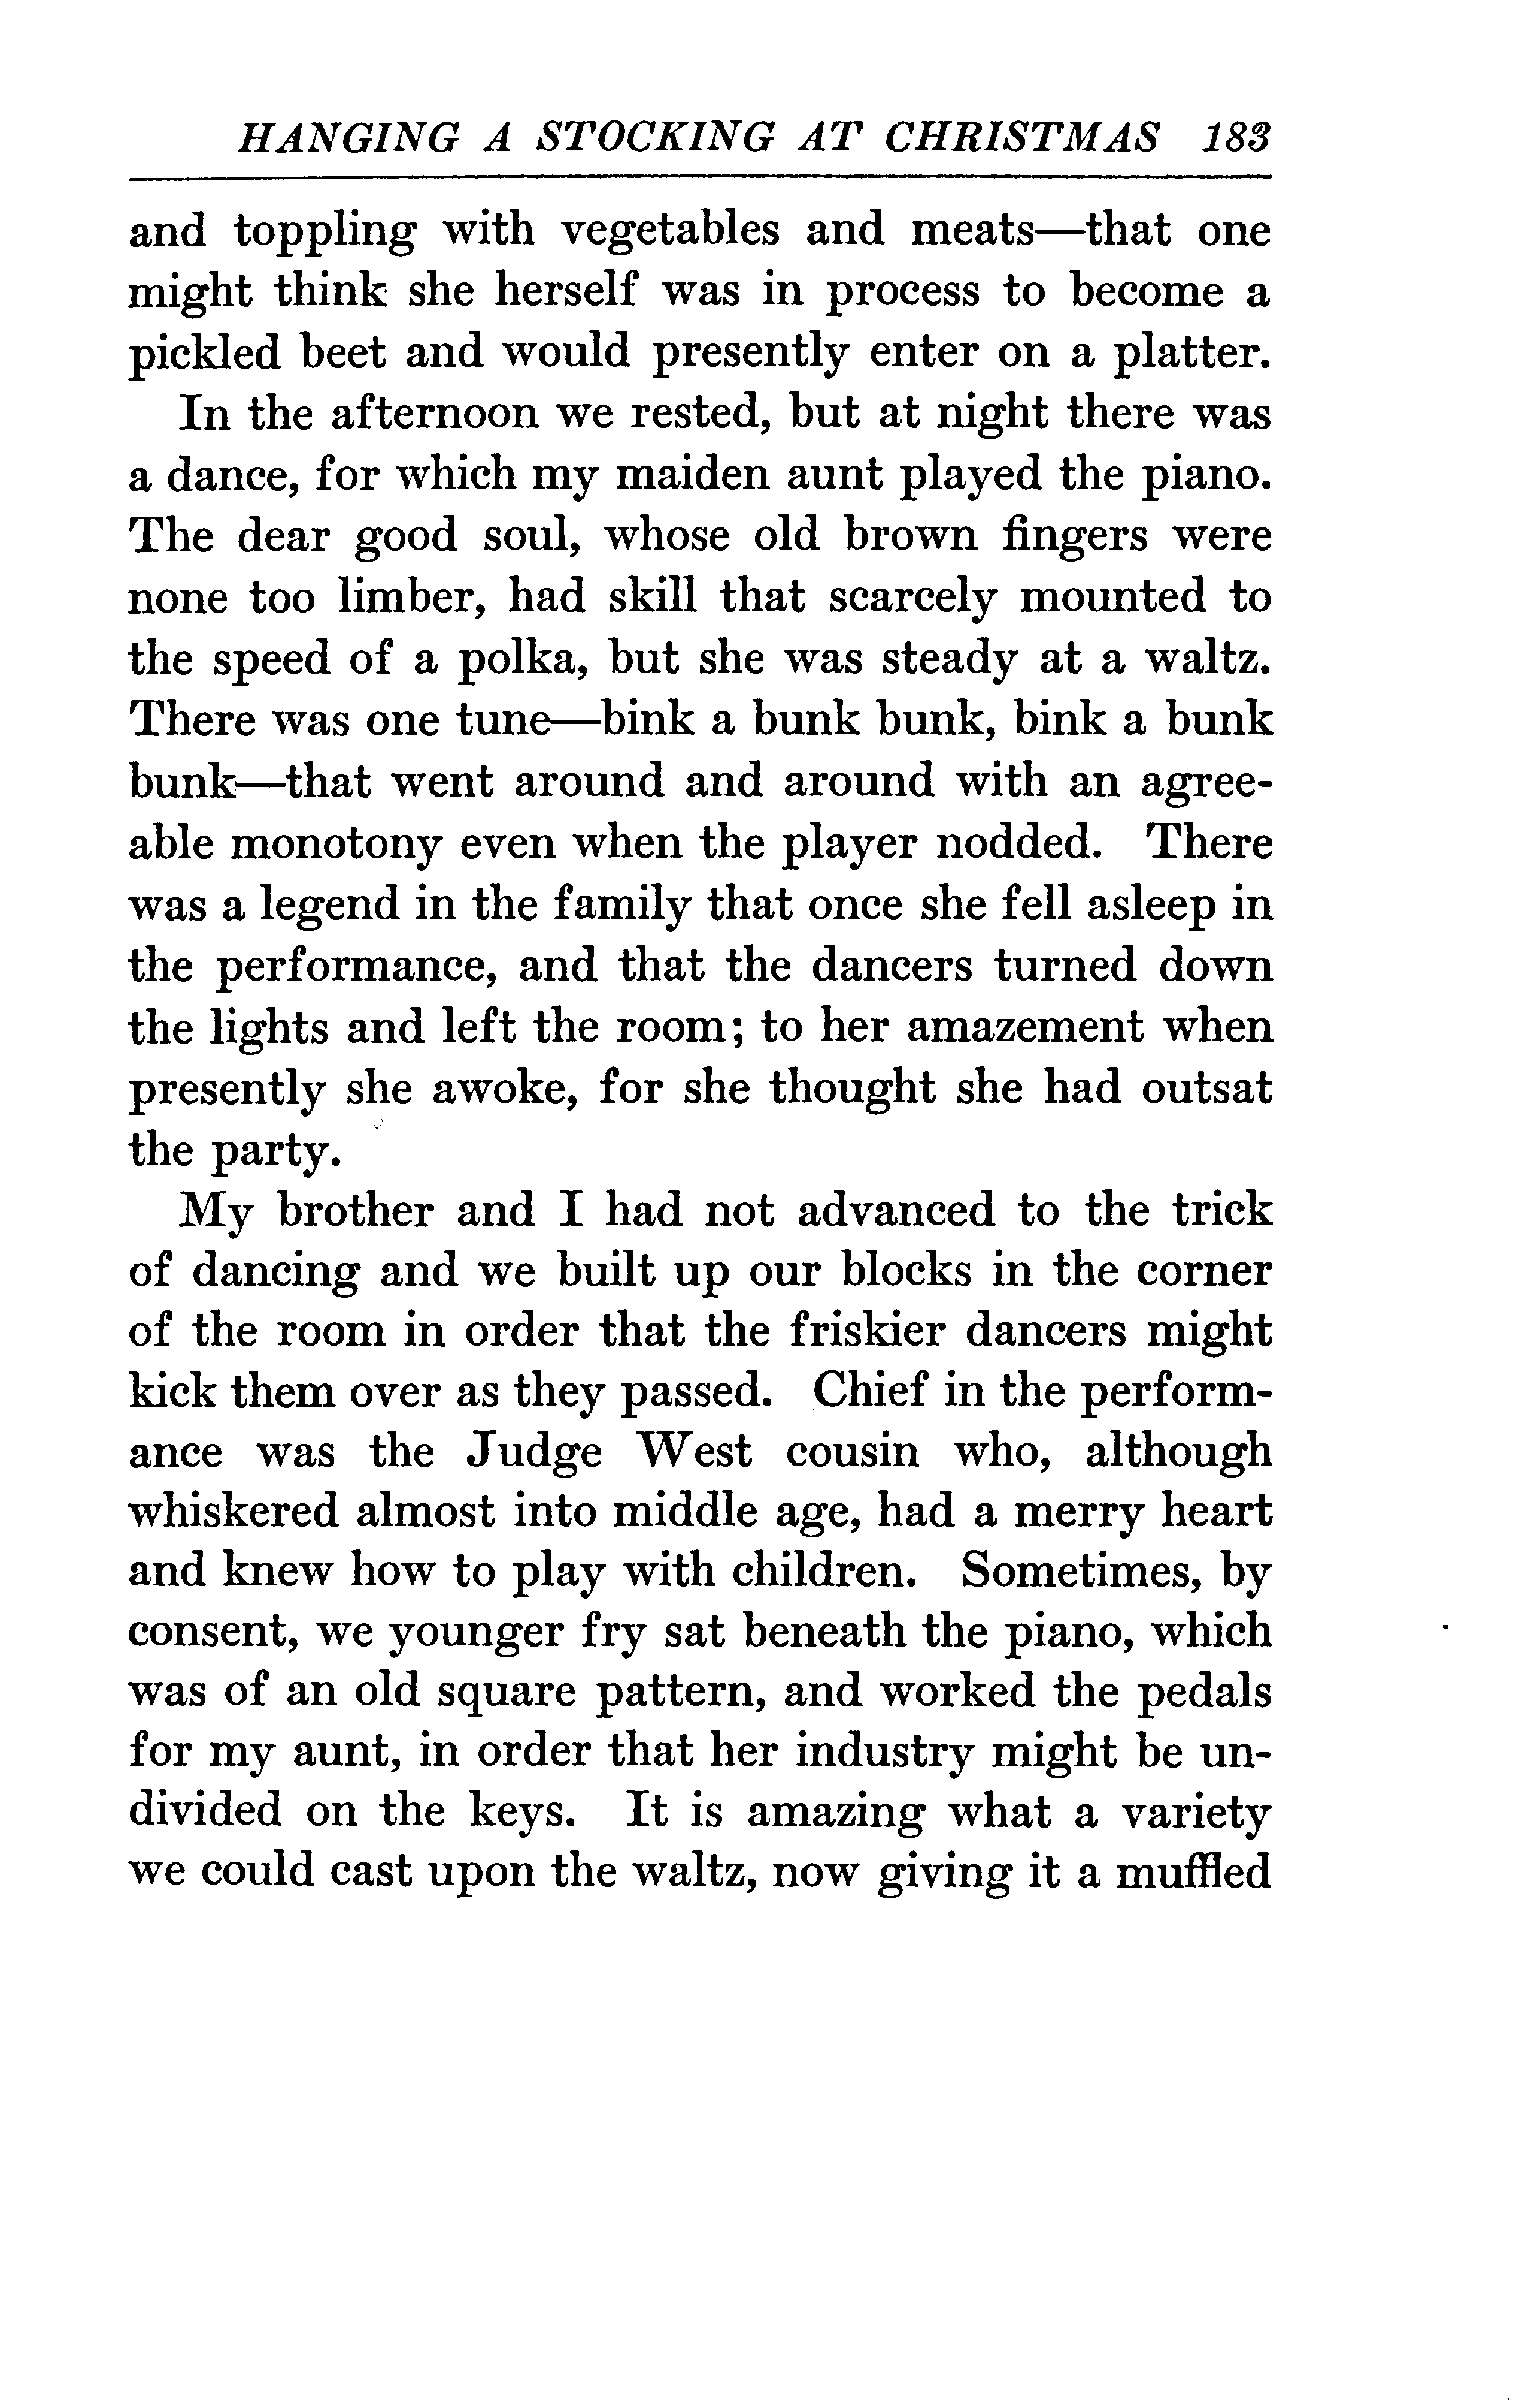 HANGING A STOCKING AT CHRISTMAS 183
and toppling with vegetables and meats—that one
might think she herself was in process to become a
pickled beet and would presently enter on a platter.
In the afternoon we rested, but at night there was
a dance, for which my maiden aunt played the piano.
The dear good soul, whose old brown fingers were
none too limber, had skill that scarcely mounted to
the speed of a polka, but she was steady at a waltz.
There was one tune—bink a bunk bunk, bink a bunk
bunk—that went around and around with an agree-
able monotony even when the player nodded. There
was a legend in the family that once she fell asleep in
the performance, and that the dancers turned down
the lights and left the room; to her amazement when
presently she awoke, for she thought she had outsat
the party.
My brother and I had not advanced to the trick
of dancing and we built up our blocks in the corner
of the room in order that the friskier dancers might
kick them over as they passed. Chief in the perform-
ance was the Judge West cousin who, although
whiskered almost into middle age, had a merry heart
and knew how to play with children. Sometimes, by
consent, we younger fry sat beneath the piano, which
was of an old square pattern, and worked the pedals
for my aunt, in order that her industry might be un-
divided on the keys. It is amazing what a variety
we could cast upon the waltz, now giving it a muffled